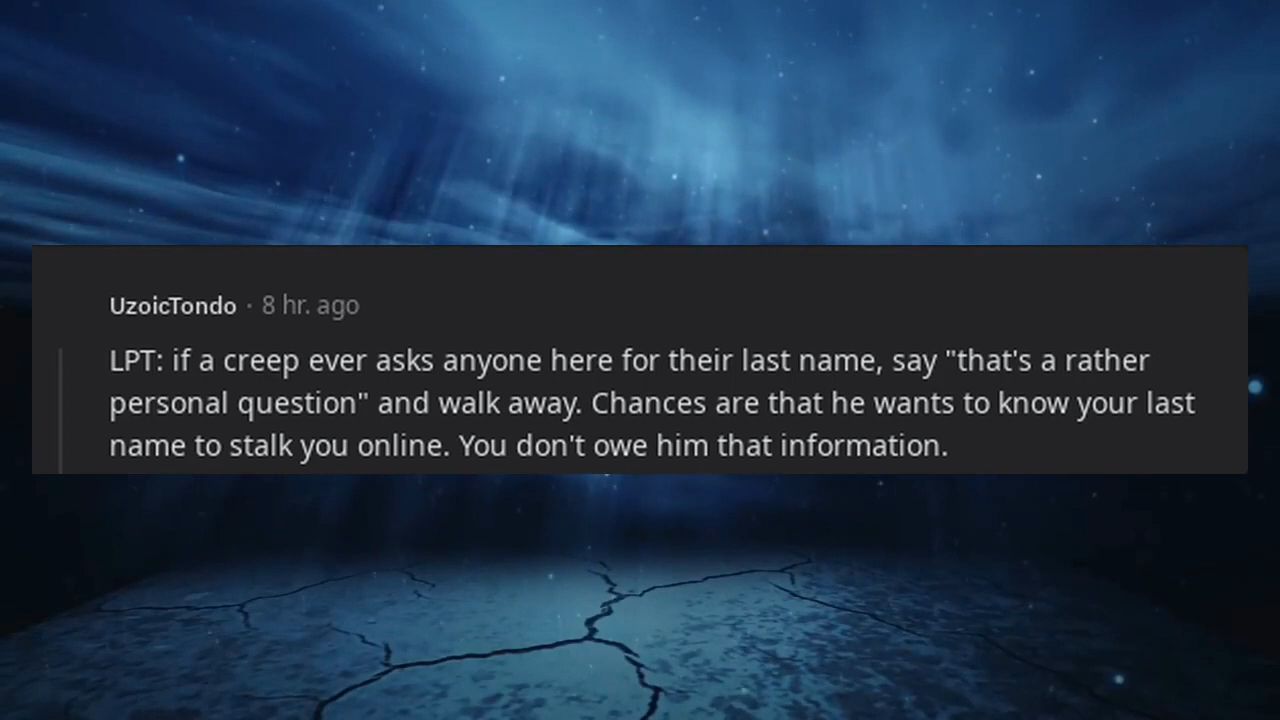 UzoicTondo · 8 hr. ago
LPT: if a creep ever asks anyone here for their last name, say "that's a rather
personal question" and walk away. Chances are that he wants to know your last
name to stalk you online. You don't owe him that information.